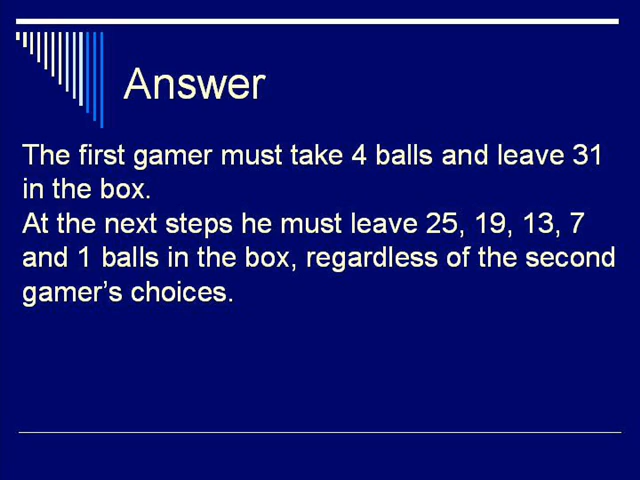 Answer
The first gamer must take 4 balls and leave 31
in the box.
At the next steps he must leave 25, 19, 13, 7
and 1 balls in the box, regardless of the second
gamer's choices.